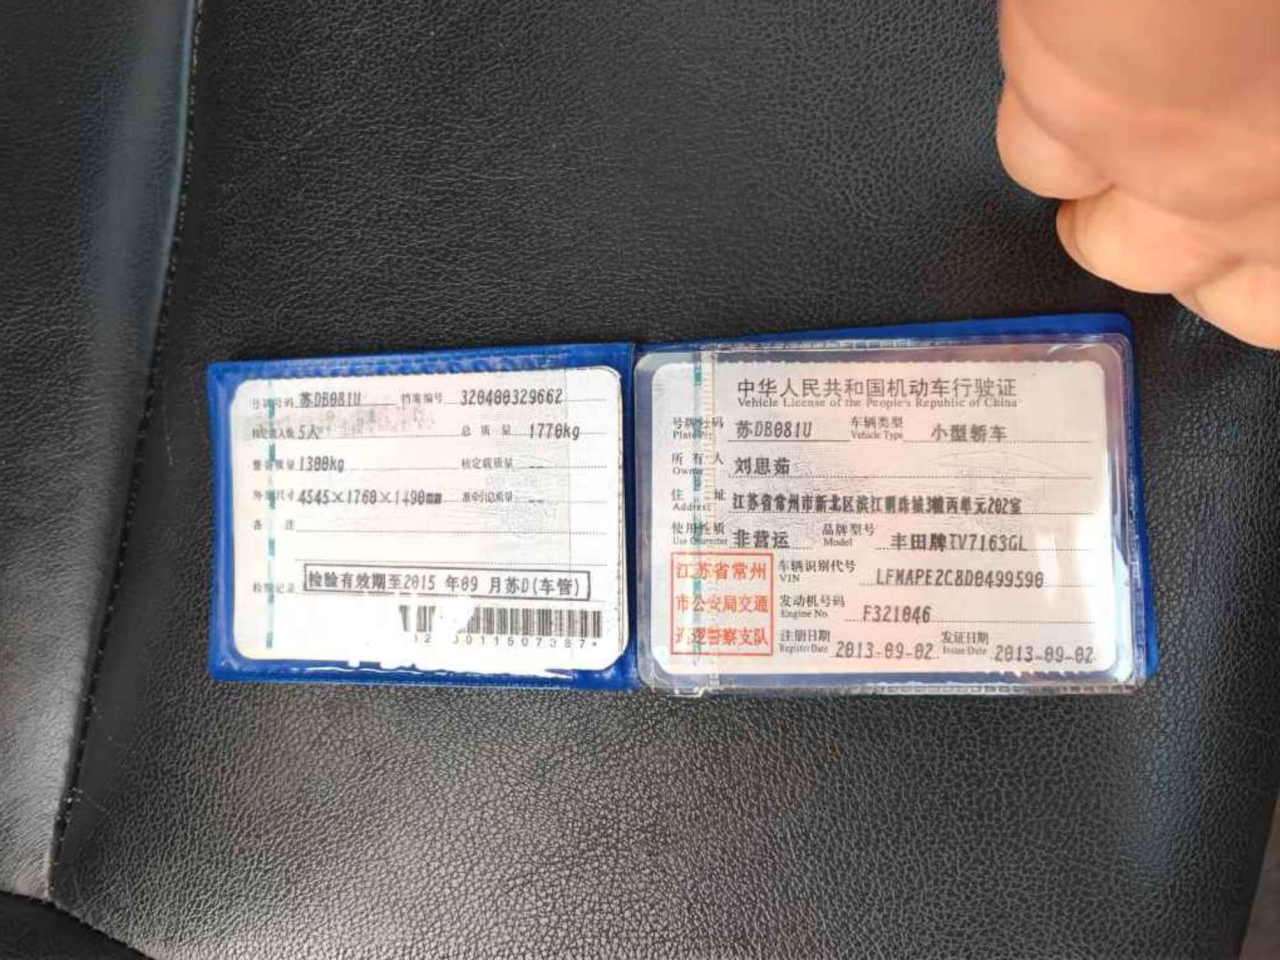 号牌号码 苏DB081U 档案编号 320400329662
核定载人数 5人 总质量 1770kg
整备质量 1300kg 核定载质量 --
外廓尺寸 4545×1760×1490mm 准牵引总质量 --
备注
检验记录 检验有效期至2015 年09 月苏D(车管)
中华人民共和国机动车行驶证
Vehicle License of the People's Republic of China
号牌号码 苏DB081U 车辆类型 小型轿车
Plate No. Vehicle Type
所有人 刘思茹
Owner
住址 江苏省常州市新北区滨江明珠城3幢丙单元202室
Address
使用性质 非营运 品牌型号 丰田牌TV7163GL
Use Character Model
江苏省常州
市公安局交通
巡逻警察支队
车辆识别代号 LFMAPE2C8D0499596
VIN
发动机号码 F321046
Engine No.
注册日期 2013-09-02 发证日期 2013-09-02
Register Date Issue Date